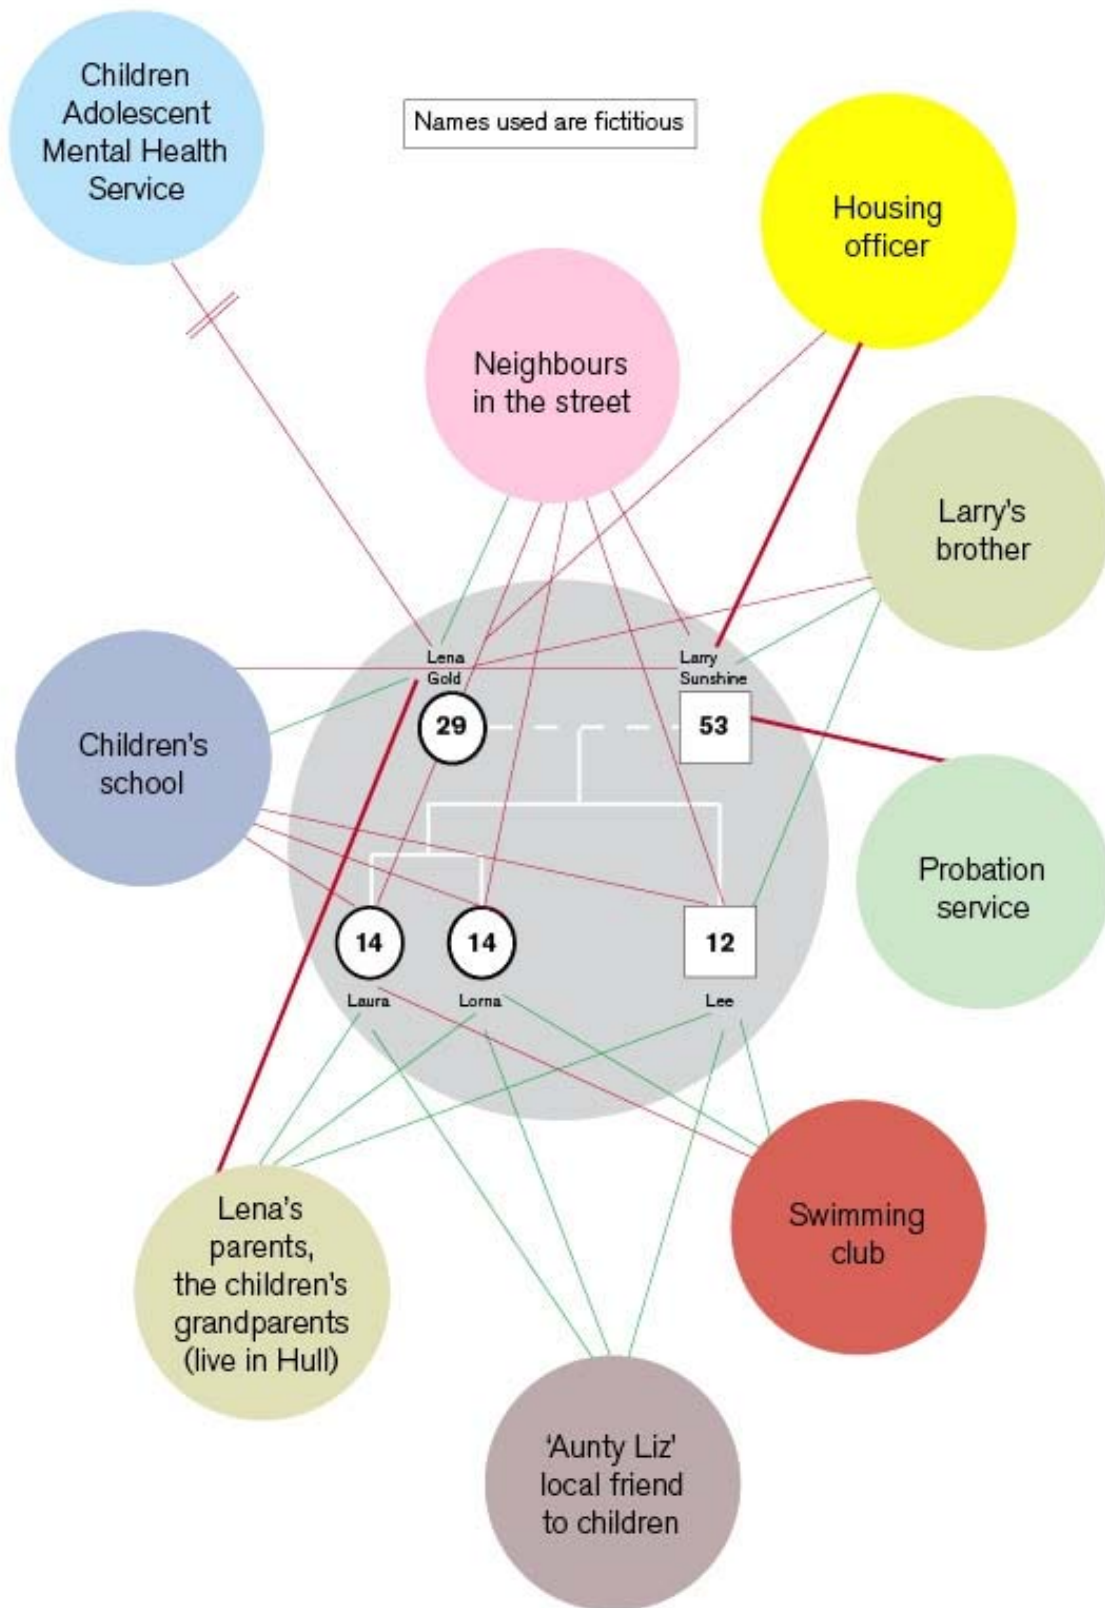 Children
Adolescent
Mental Health
Service
Names used are fictitious
Housing
officer
Neighbours
in the street
Larry's
brother
Lena
Gold
Larry
Sunshine
29
53
Children's
school
Probation
service
14
14
12
Laura
Lorna
Lee
Lena's
parents,
the children's
grandparents
(live in Hull)
Swimming
club
‘Aunty Liz’
local friend
to children